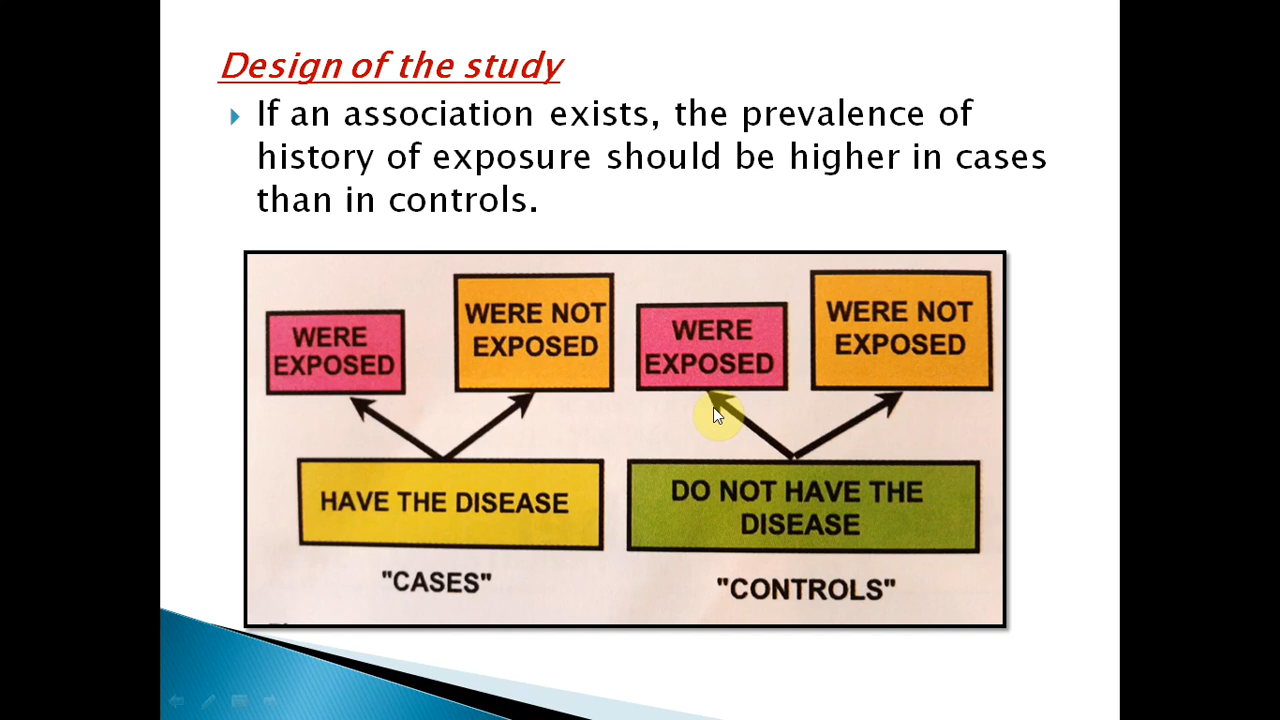 Design of the study
If an association exists, the prevalence of
history of exposure should be higher in cases
than in controls.
WERE
EXPOSED
WERE NOT
EXPOSED
WERE
EXPOSED
WERE NOT
EXPOSED
HAVE THE DISEASE
DO NOT HAVE THE
DISEASE
"CASES"
"CONTROLS"